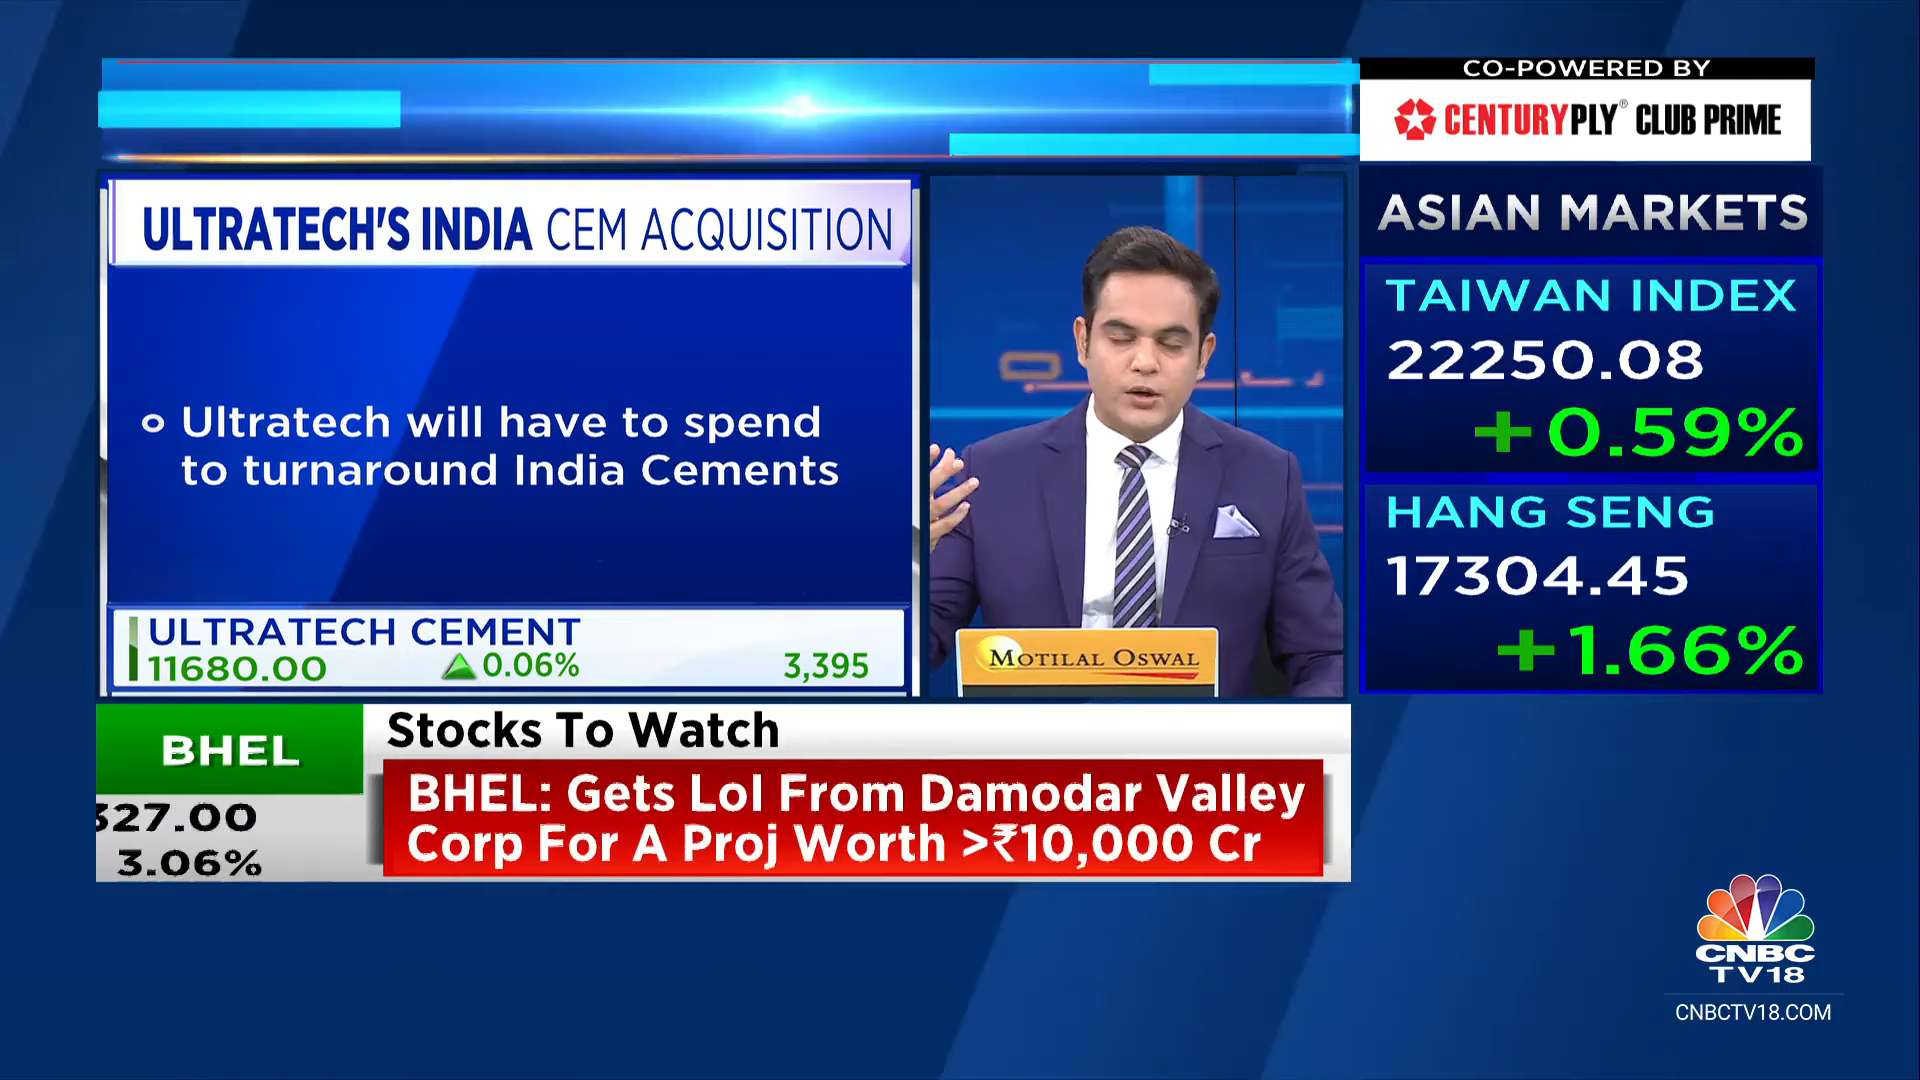 CO-POWERED BY
CENTURYPLY® CLUB PRIME
ULTRATECH'S INDIA CEM ACQUISITION
Ultratech will have to spend
to turnaround India Cements
ULTRATECH CEMENT
11680.00 0.06% 3,395
MOTILAL OSWAL
ASIAN MARKETS
TAIWAN INDEX
22250.08
+0.59%
HANG SENG
17304.45
+1.66%
BHEL
327.00
3.06%
Stocks To Watch
BHEL: Gets LoI From Damodar Valley
Corp For A Proj Worth >₹10,000 Cr
CNBC
TV18
CNBCTV18.COM